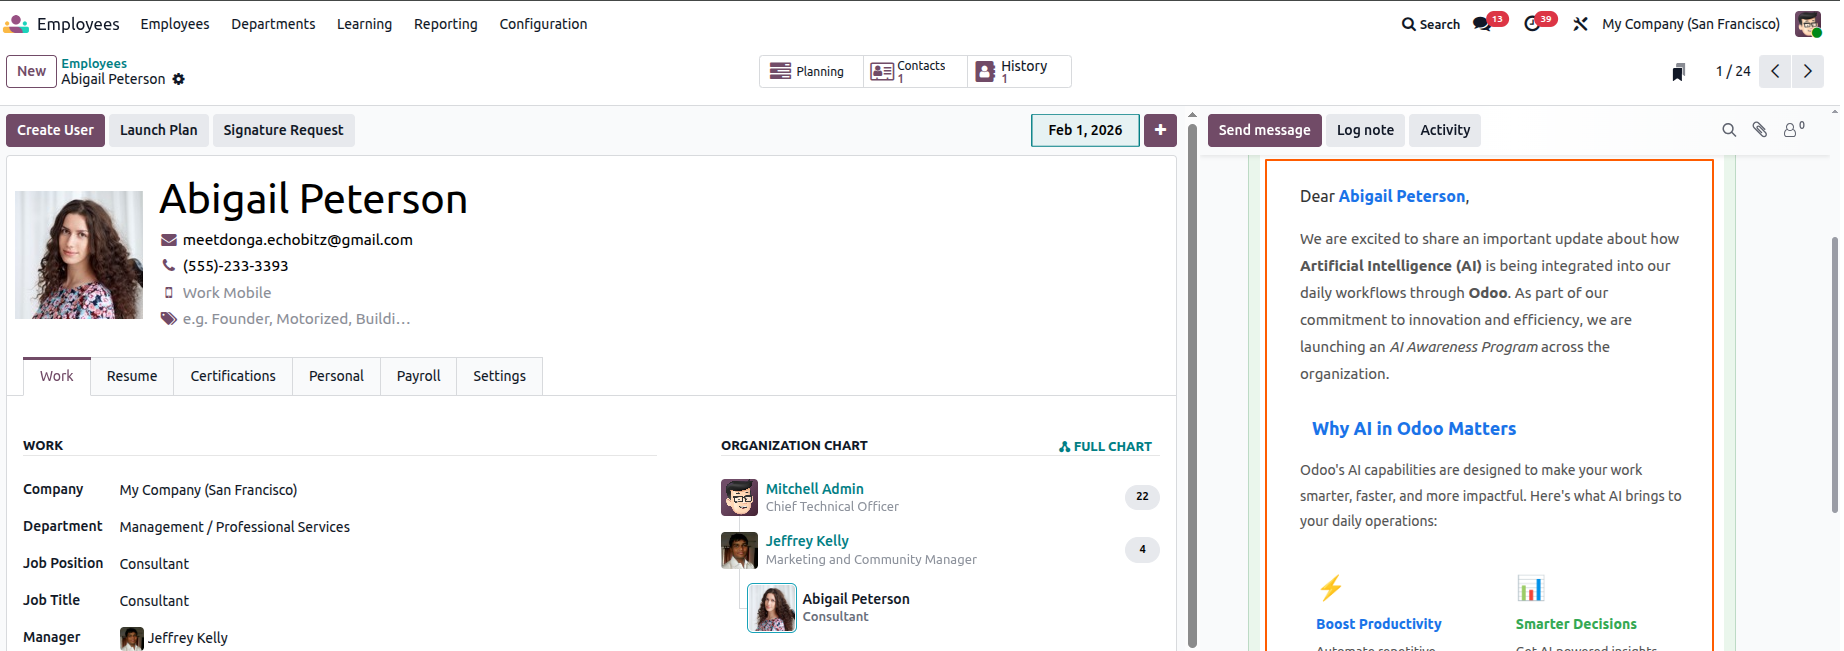 Employees
Employees
Departments
Learning
Reporting
Configuration
Search
13
39
My Company (San Francisco)
New
Employees
Abigail Peterson
Planning
Contacts
1
History
1
1 / 24
Create User
Launch Plan
Signature Request
Feb 1, 2026
+
Send message
Log note
Activity
0
Abigail Peterson
meetdonga.echobitz@gmail.com
(555)-233-3393
Work Mobile
e.g. Founder, Motorized, Buildi...
Work
Resume
Certifications
Personal
Payroll
Settings
WORK
Company
My Company (San Francisco)
Department
Management / Professional Services
Job Position
Consultant
Job Title
Consultant
Manager
Jeffrey Kelly
ORGANIZATION CHART
FULL CHART
Mitchell Admin
Chief Technical Officer
22
Jeffrey Kelly
Marketing and Community Manager
4
Abigail Peterson
Consultant
Dear Abigail Peterson,
We are excited to share an important update about how
Artificial Intelligence (AI) is being integrated into our
daily workflows through Odoo. As part of our
commitment to innovation and efficiency, we are
launching an AI Awareness Program across the
organization.
Why AI in Odoo Matters
Odoo's AI capabilities are designed to make your work
smarter, faster, and more impactful. Here's what AI brings to
your daily operations:
Boost Productivity
Smarter Decisions
Automate repetitive
Get AI-powered insights